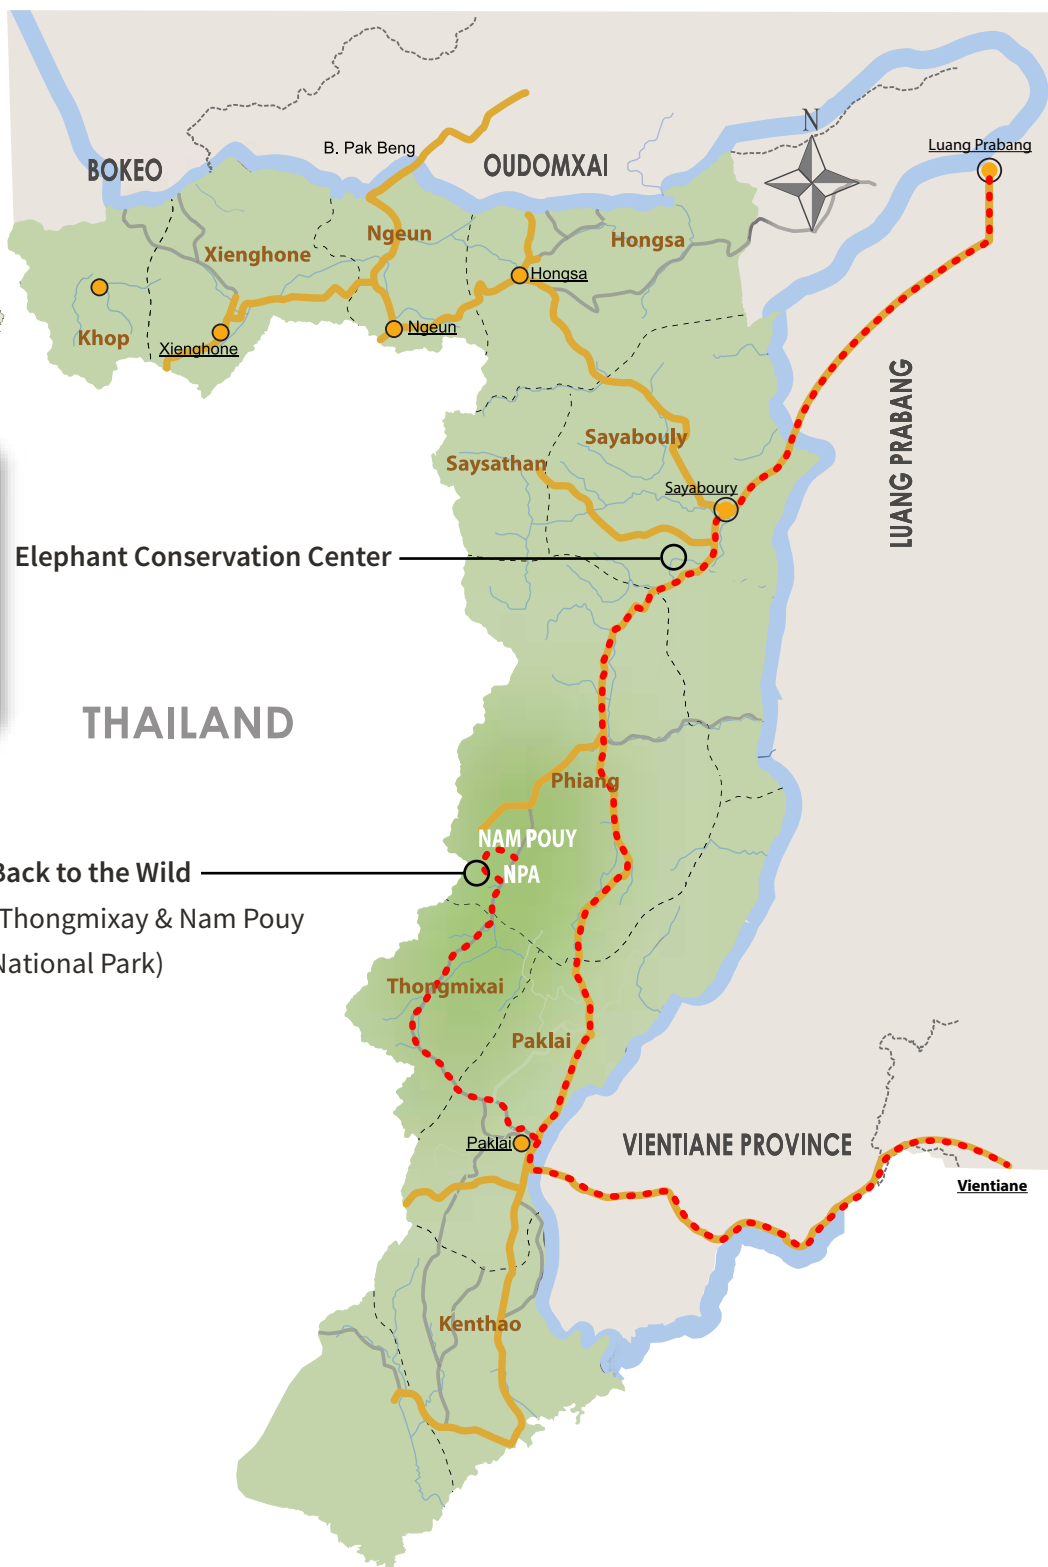 N
B. Pak Beng
Luang Prabang
BOKEO
OUDOMXAI
Ngeun
Hongsa
Xienghone
Hongsa
Khop
Ngeun
Xienghone
LUANG PRABANG
Sayabouly
Saysathan
Sayaboury
Elephant Conservation Center
THAILAND
Phiang
NAM POUY
NPA
Back to the Wild
Thongmixay & Nam Pouy
National Park)
Thongmixai
Paklai
Paklai
VIENTIANE PROVINCE
Vientiane
Kenthao